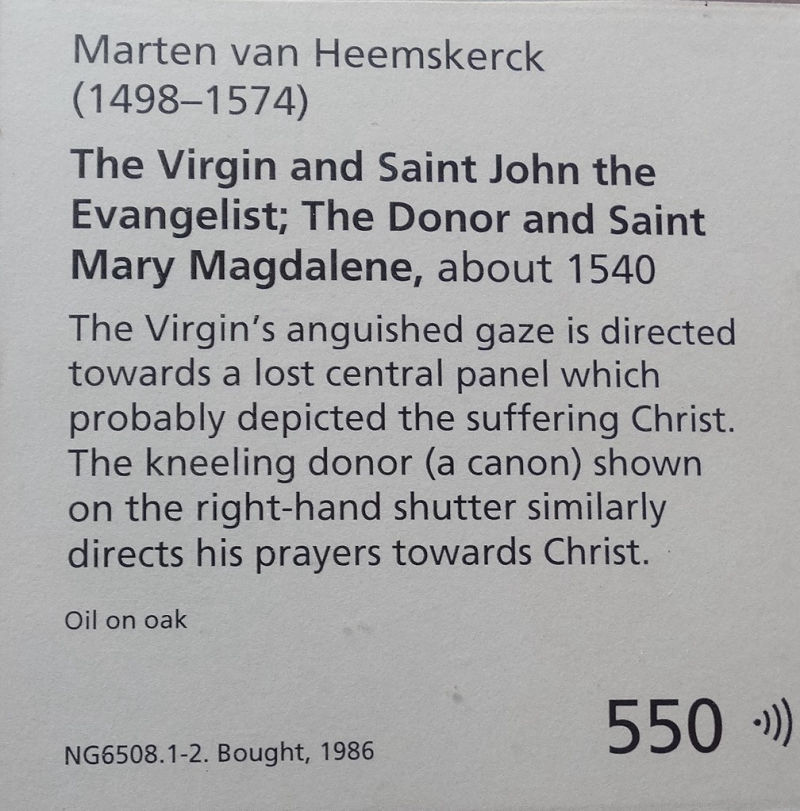 Marten van Heemskerck
(1498–1574)
The Virgin and Saint John the
Evangelist; The Donor and Saint
Mary Magdalene, about 1540
The Virgin’s anguished gaze is directed
towards a lost central panel which
probably depicted the suffering Christ.
The kneeling donor (a canon) shown
on the right-hand shutter similarly
directs his prayers towards Christ.
Oil on oak
NG6508.1-2. Bought, 1986
550